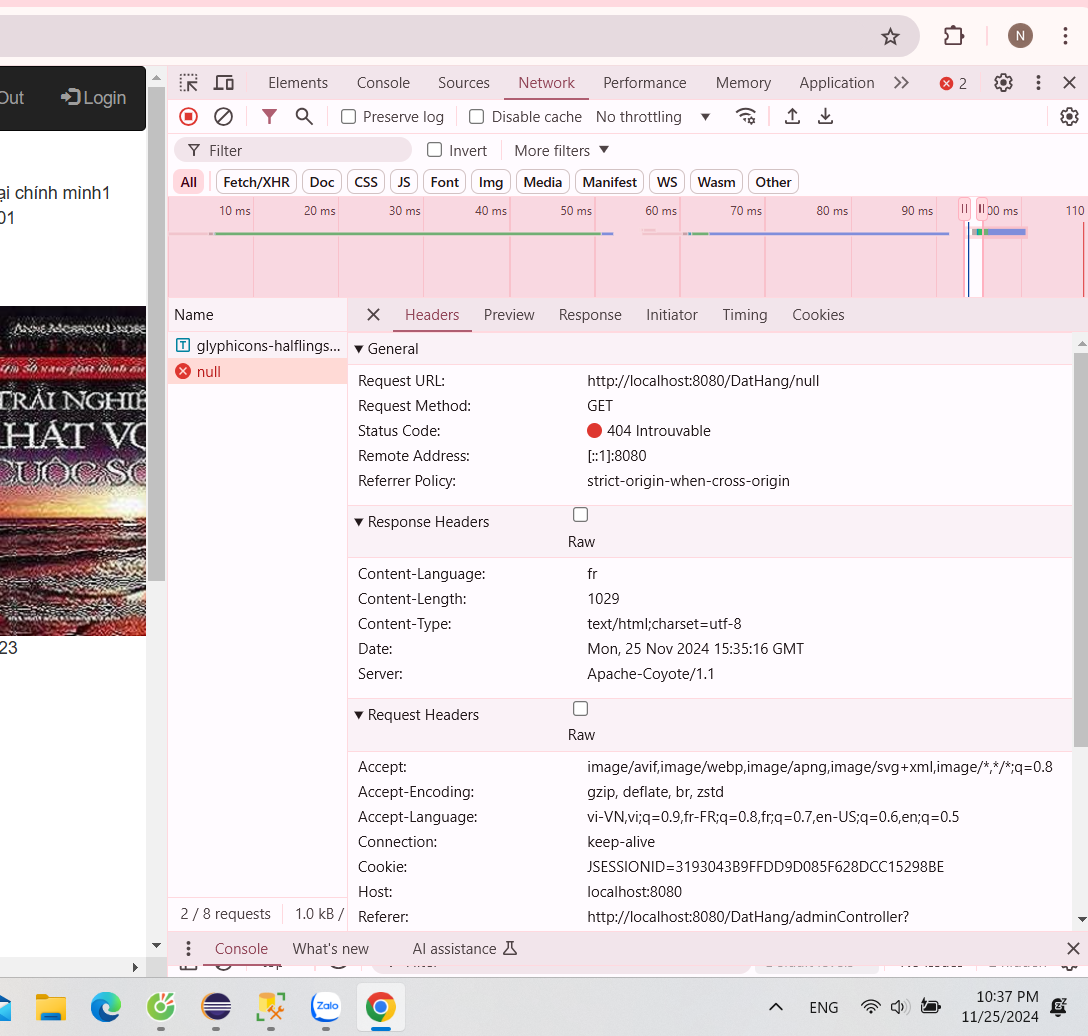 N
Out
Login
Elements
Console
Sources
Network
Performance
Memory
Application
2
Preserve log
Disable cache
No throttling
Filter
Invert
More filters
All
Fetch/XHR
Doc
CSS
JS
Font
Img
Media
Manifest
WS
Wasm
Other
ại chính mình1
01
10 ms
20 ms
30 ms
40 ms
50 ms
60 ms
70 ms
80 ms
90 ms
00 ms
110
Name
Headers
Preview
Response
Initiator
Timing
Cookies
glyphicons-halflings...
null
General
Request URL:
http://localhost:8080/DatHang/null
Request Method:
GET
Status Code:
404 Introuvable
Remote Address:
[::1]:8080
Referrer Policy:
strict-origin-when-cross-origin
Response Headers
Raw
Content-Language:
fr
Content-Length:
1029
Content-Type:
text/html;charset=utf-8
Date:
Mon, 25 Nov 2024 15:35:16 GMT
Server:
Apache-Coyote/1.1
Request Headers
Raw
Accept:
image/avif,image/webp,image/apng,image/svg+xml,image/*,*/*;q=0.8
Accept-Encoding:
gzip, deflate, br, zstd
Accept-Language:
vi-VN,vi;q=0.9,fr-FR;q=0.8,fr;q=0.7,en-US;q=0.6,en;q=0.5
Connection:
keep-alive
Cookie:
JSESSIONID=3193043B9FFDD9D085F628DCC15298BE
Host:
localhost:8080
Referer:
http://localhost:8080/DatHang/adminController?
TRẢI NGHIỆ
HÁT VỌ
CUỘC SỐ
23
2 / 8 requests
1.0 kB /
Console
What's new
AI assistance
Zalo
ENG
10:37 PM
11/25/2024